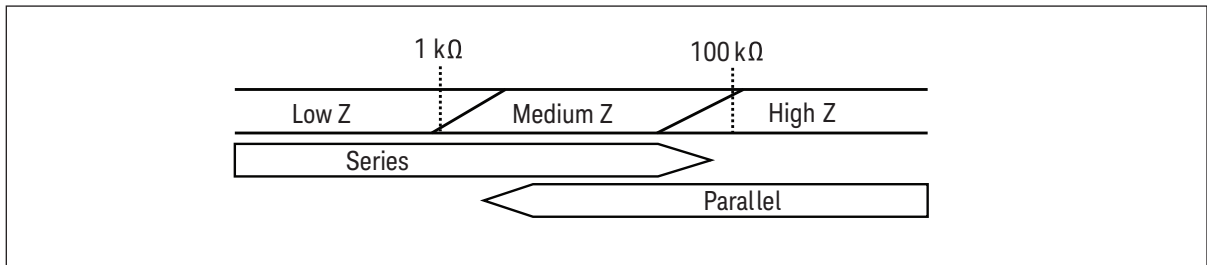 1 kΩ 100 kΩ
Low Z Medium Z High Z
Series
Parallel